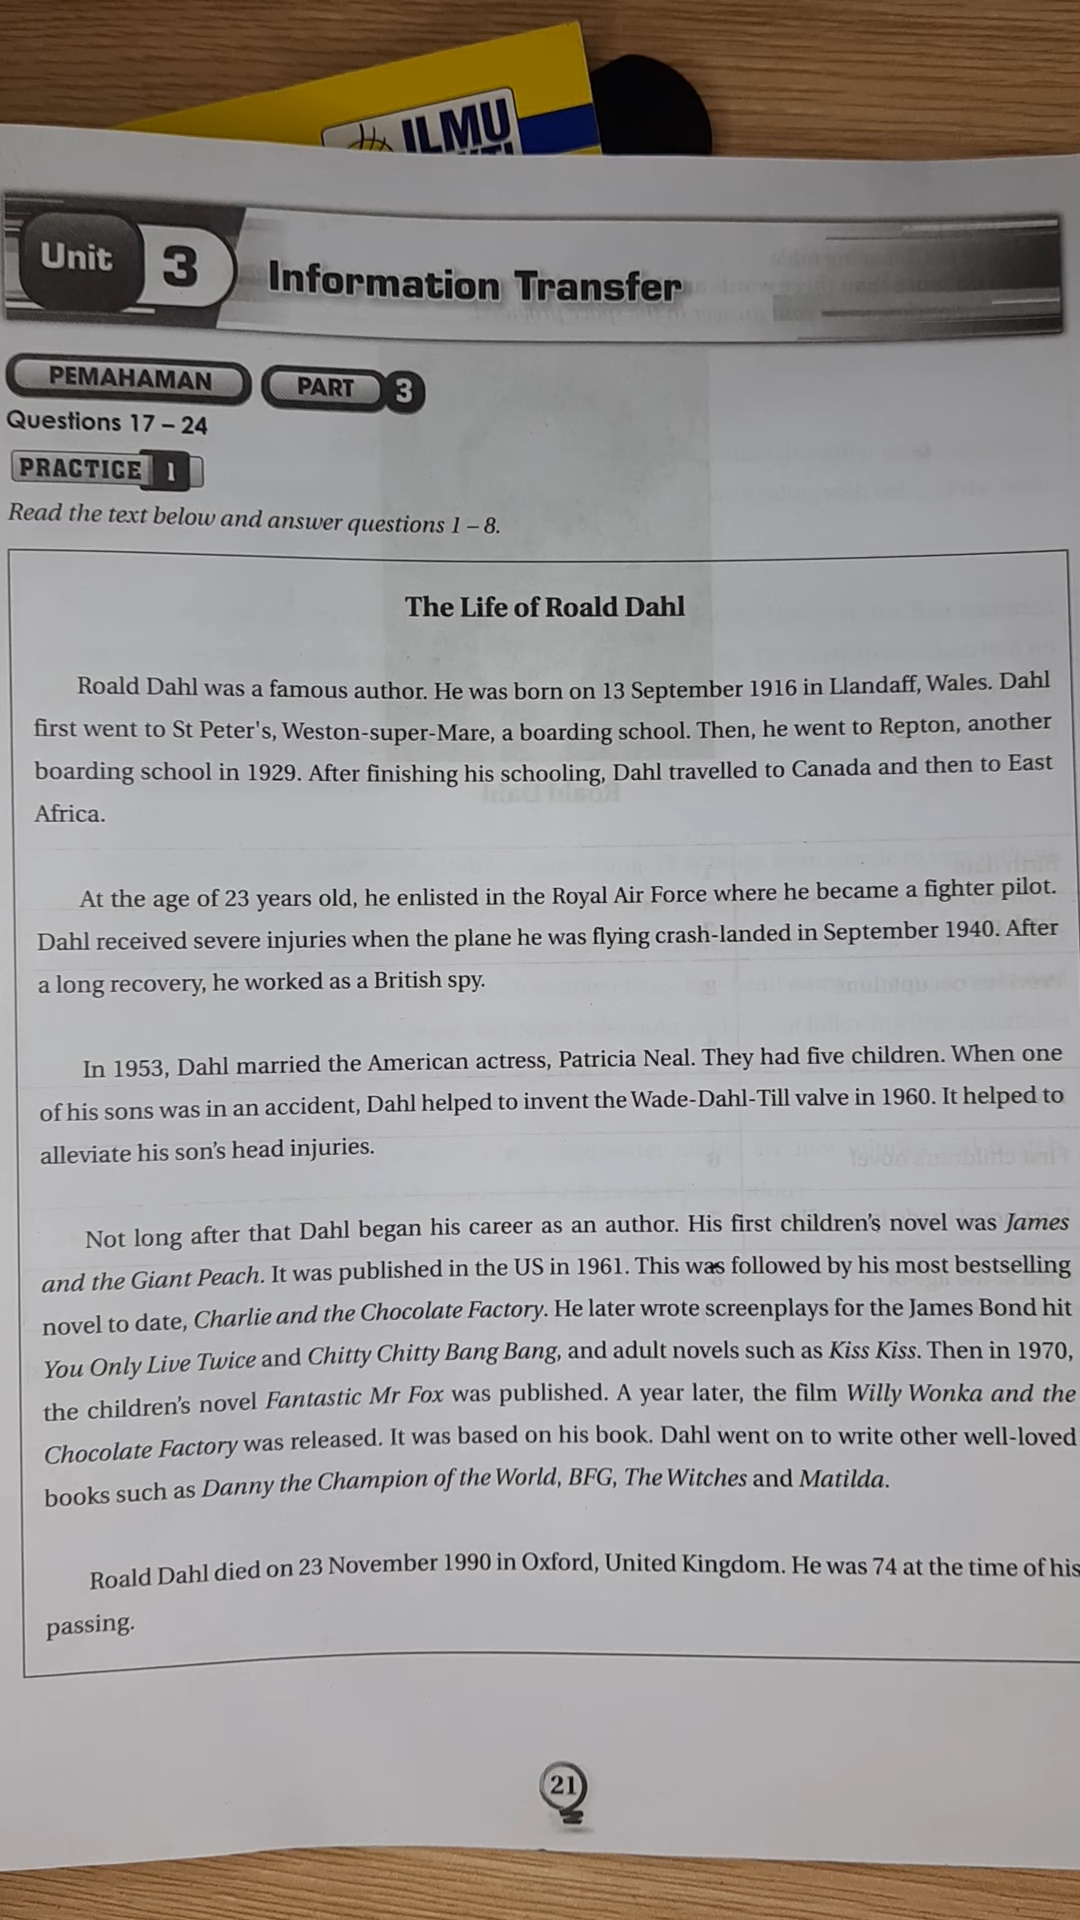 ILMU
Unit 3 Information Transfer
PEMAHAMAN PART 3
Questions 17 – 24
PRACTICE 1
Read the text below and answer questions 1 – 8.
The Life of Roald Dahl
Roald Dahl was a famous author. He was born on 13 September 1916 in Llandaff, Wales. Dahl
first went to St Peter's, Weston-super-Mare, a boarding school. Then, he went to Repton, another
boarding school in 1929. After finishing his schooling, Dahl travelled to Canada and then to East
Africa.
At the age of 23 years old, he enlisted in the Royal Air Force where he became a fighter pilot.
Dahl received severe injuries when the plane he was flying crash-landed in September 1940. After
a long recovery, he worked as a British spy.
In 1953, Dahl married the American actress, Patricia Neal. They had five children. When one
of his sons was in an accident, Dahl helped to invent the Wade-Dahl-Till valve in 1960. It helped to
alleviate his son's head injuries.
Not long after that Dahl began his career as an author. His first children's novel was James
and the Giant Peach. It was published in the US in 1961. This was followed by his most bestselling
novel to date, Charlie and the Chocolate Factory. He later wrote screenplays for the James Bond hit
You Only Live Twice and Chitty Chitty Bang Bang, and adult novels such as Kiss Kiss. Then in 1970,
the children's novel Fantastic Mr Fox was published. A year later, the film Willy Wonka and the
Chocolate Factory was released. It was based on his book. Dahl went on to write other well-loved
books such as Danny the Champion of the World, BFG, The Witches and Matilda.
Roald Dahl died on 23 November 1990 in Oxford, United Kingdom. He was 74 at the time of his
passing.
21